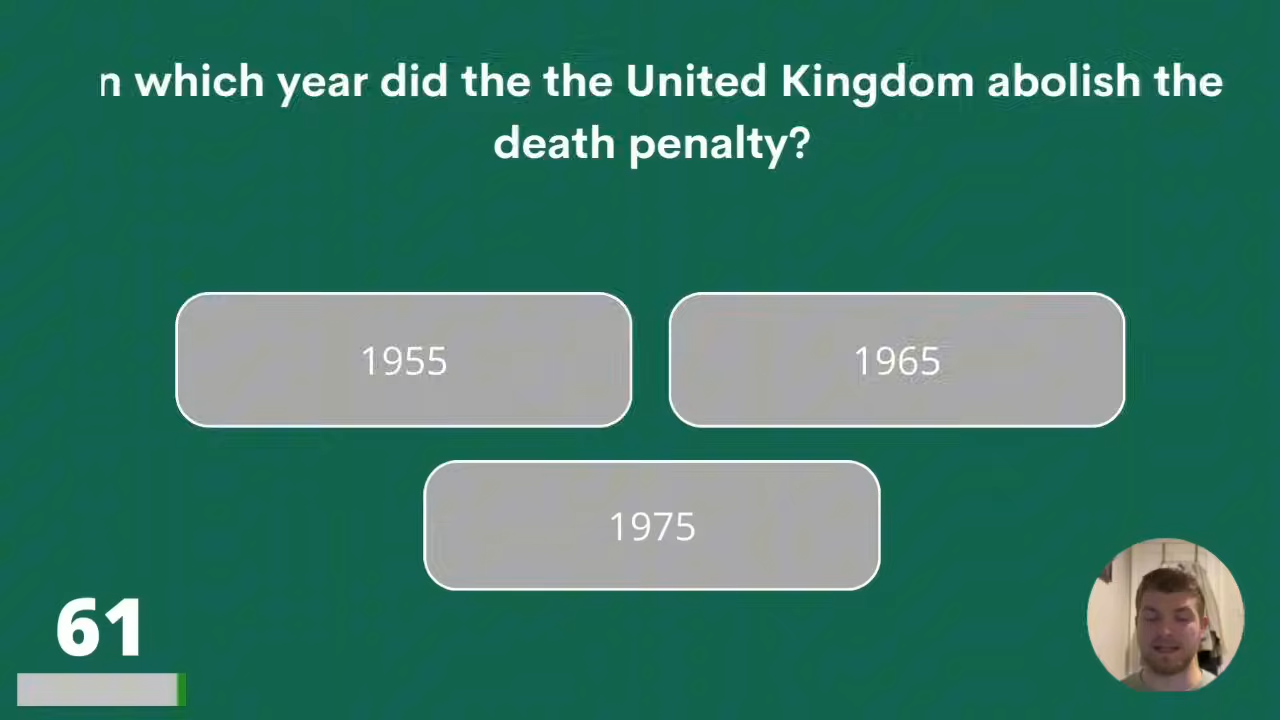 n which year did the the United Kingdom abolish the
death penalty?
1955
1965
1975
61